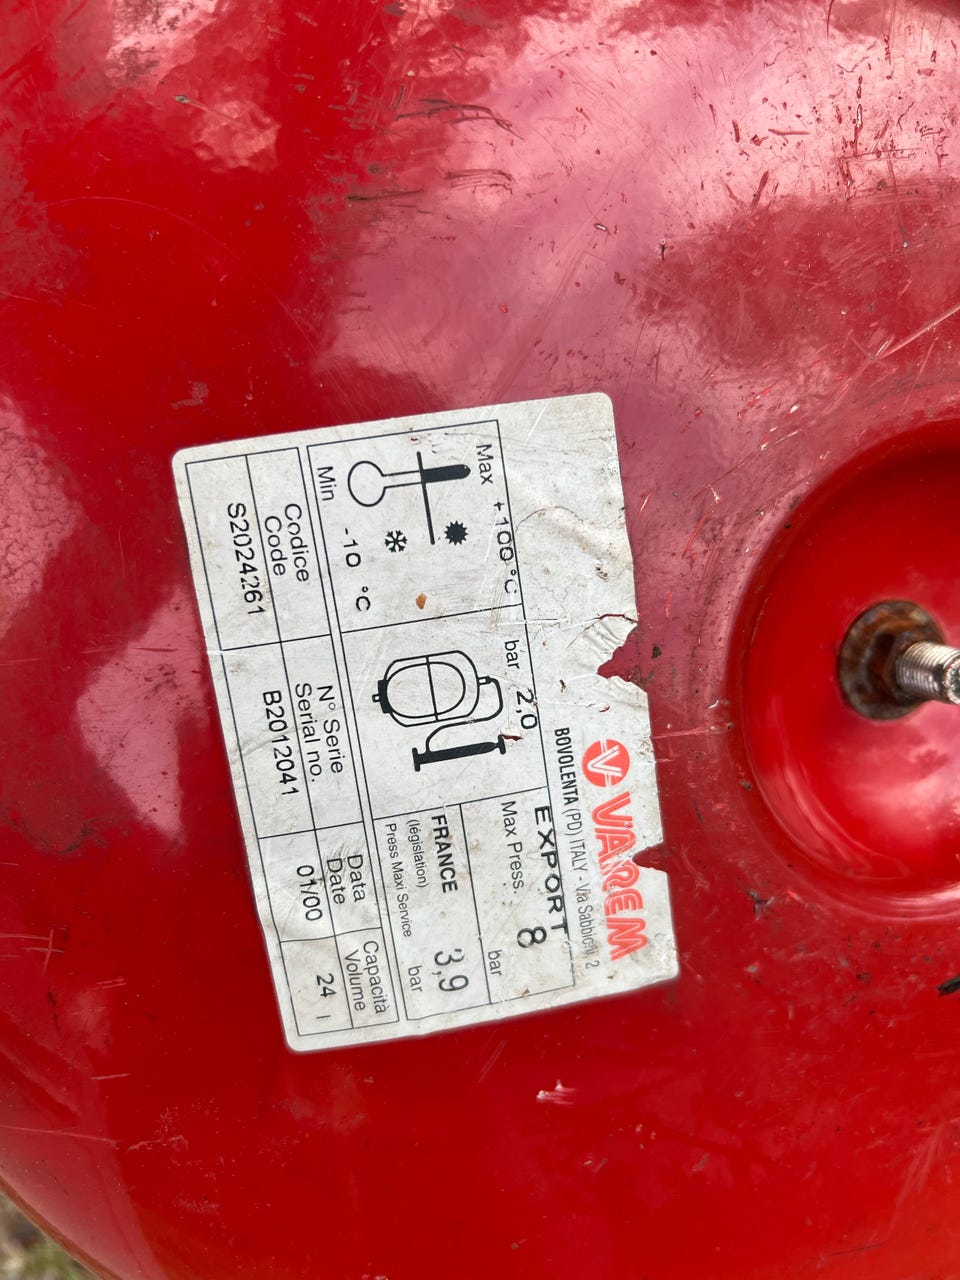 VAREM
BOVOLENTA (PD) ITALY - Via Sabbioni, 2
EXPORT
Max + 100 °C
bar 2,0
Max Press. : 8 bar
Min -10 °C
FRANCE
(législation)
Press Maxi Service
3,9 bar
Codice
Code
N° Serie
Serial no.
Data
Date
Capacità
Volume
S2024261
B2012041
01/00
24 l